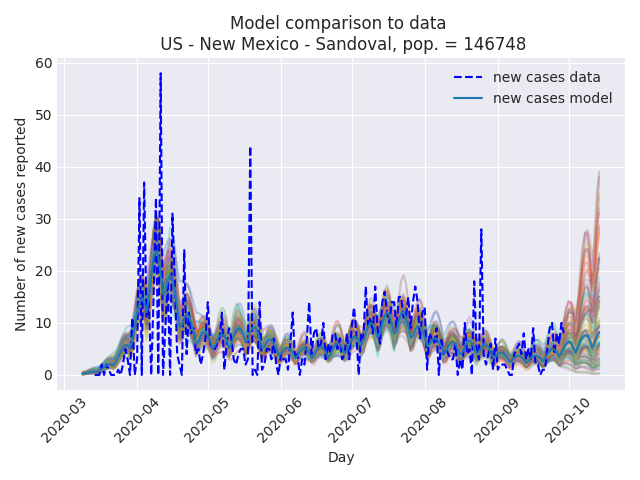 Model comparison to data
US - New Mexico - Sandoval, pop. = 146748
new cases data
new cases model
Number of new cases reported
60
50
40
30
20
10
0
2020-03
2020-04
2020-05
2020-06
2020-07
2020-08
2020-09
2020-10
Day